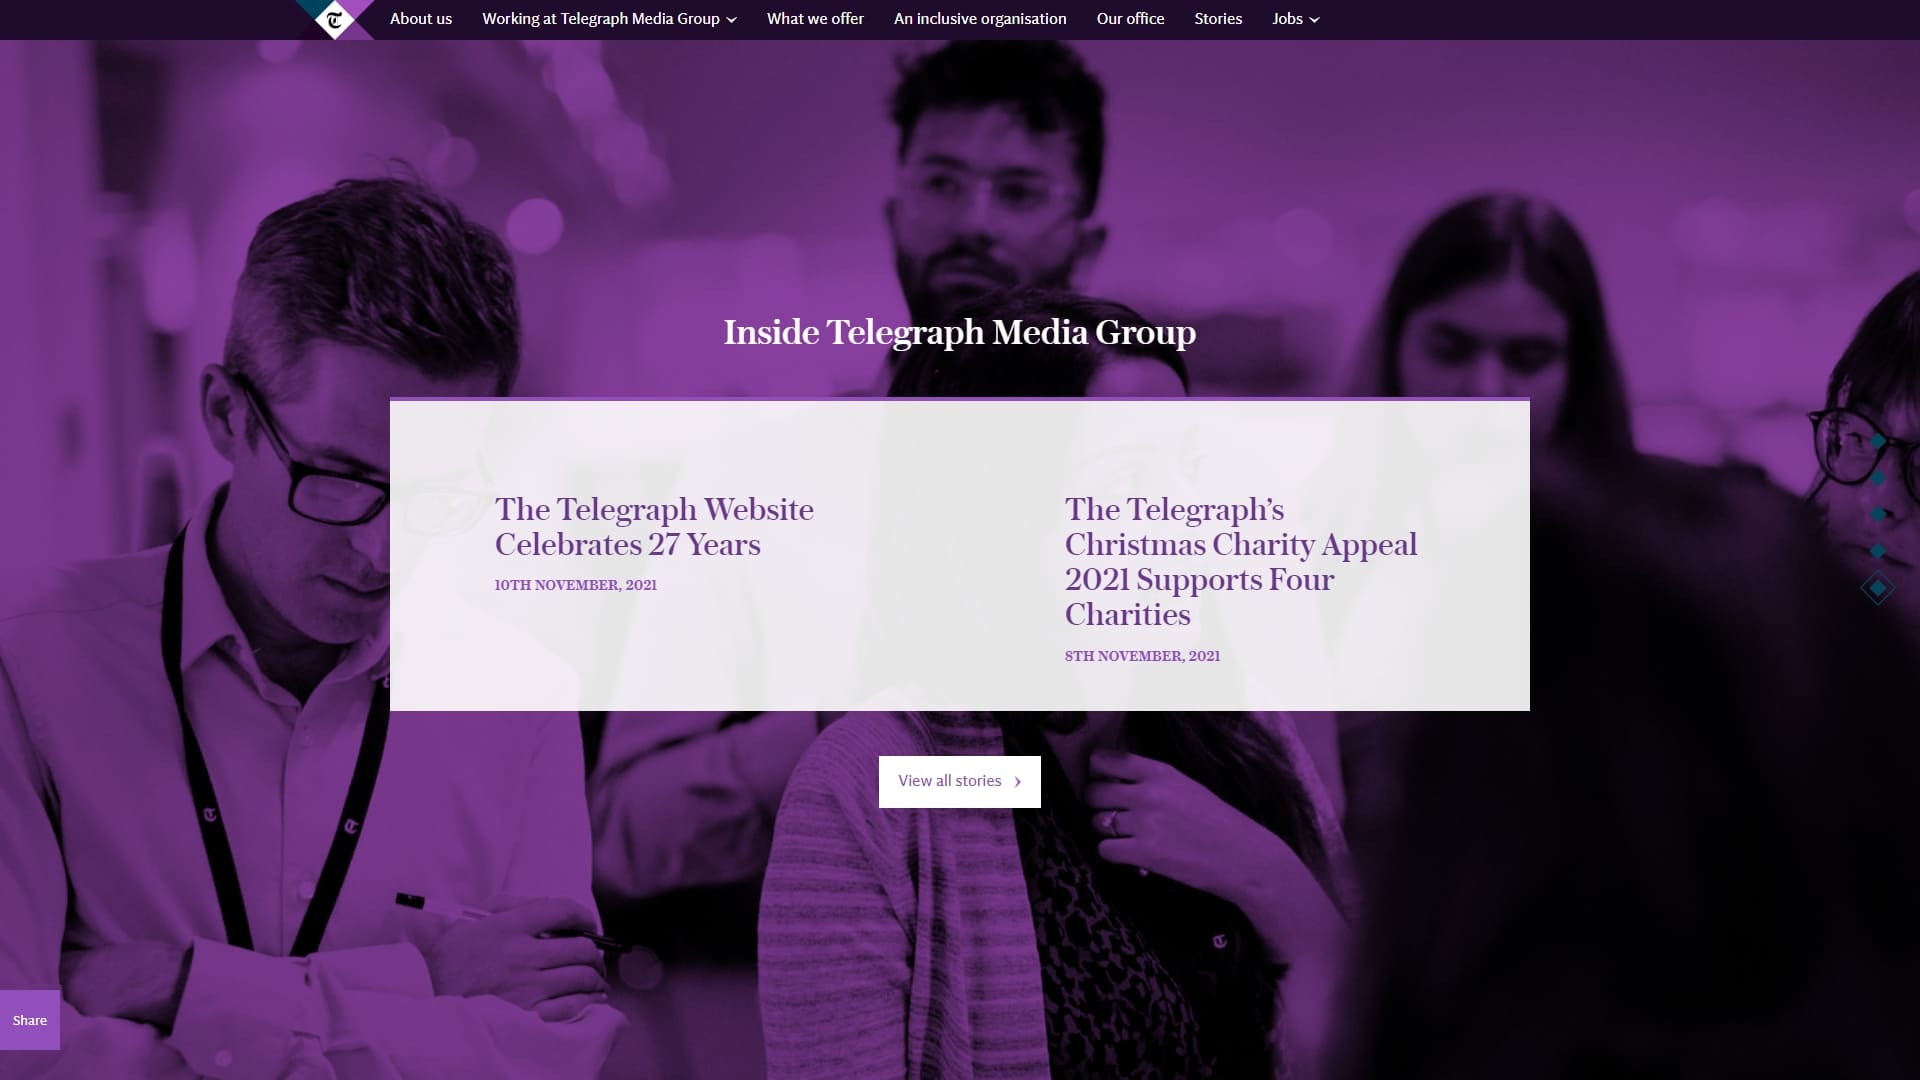 About us
Working at Telegraph Media Group
What we offer
An inclusive organisation
Our office
Stories
Jobs
Inside Telegraph Media Group
The Telegraph Website
Celebrates 27 Years
10TH NOVEMBER, 2021
The Telegraph’s
Christmas Charity Appeal
2021 Supports Four
Charities
8TH NOVEMBER, 2021
View all stories
Share